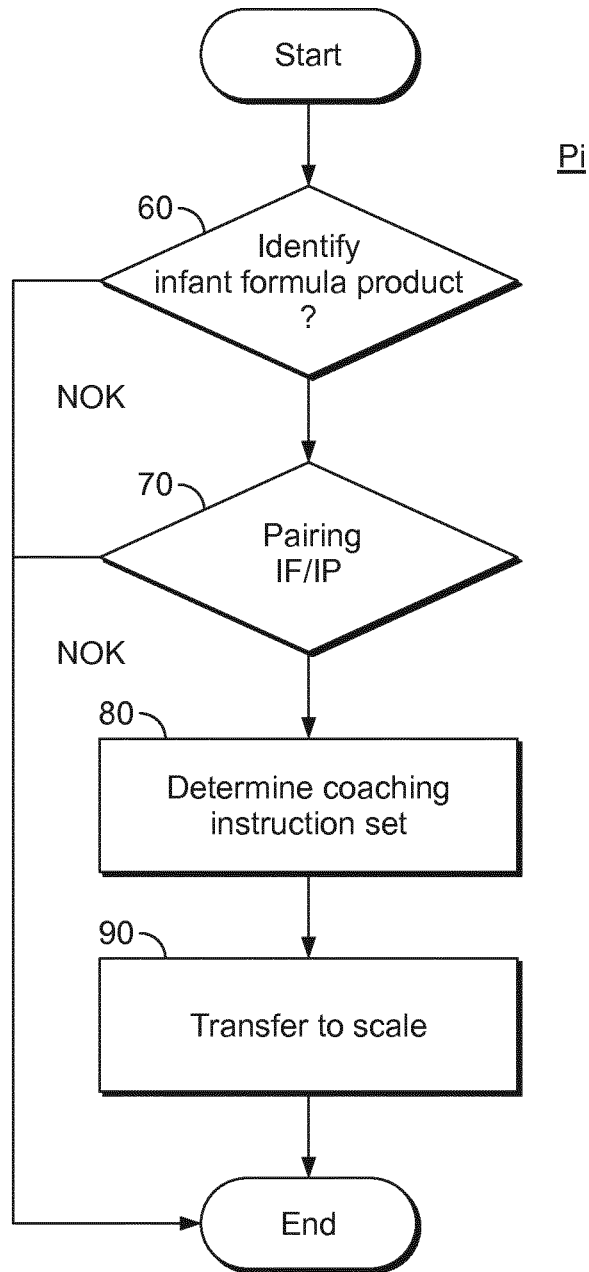 Start
Pi
60
Identify
infant formula product
?
NOK
70
Pairing
IF/IP
NOK
80
Determine coaching
instruction set
90
Transfer to scale
End